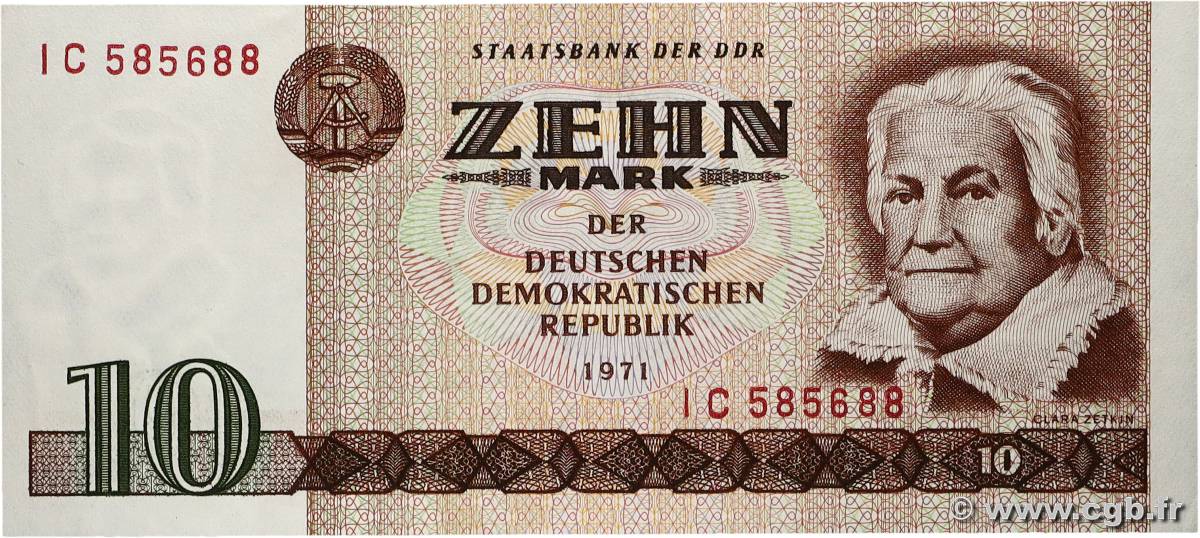 IC 585688
STAATSBANK DER DDR
ZEHN
MARK
DER
DEUTSCHEN
DEMOKRATISCHEN
REPUBLIK
1971
IC 585688
CLARA ZETKIN
10
10
© www.cgb.fr